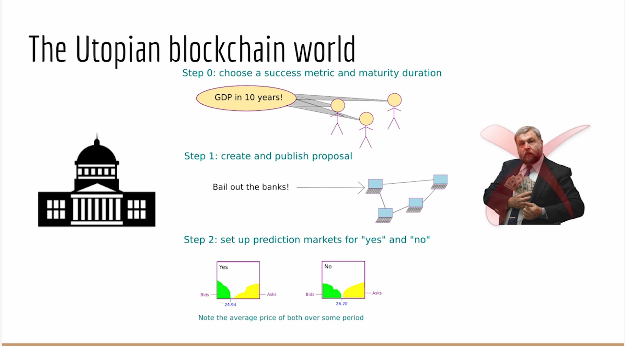 The Utopian blockchain world
Step 0: choose a success metric and maturity duration
GDP in 10 years!
Step 1: create and publish proposal
Bail out the banks!
Step 2: set up prediction markets for "yes" and "no"
Yes
No
Bids
Asks
Bids
Asks
24.94
26.20
Note the average price of both over some period